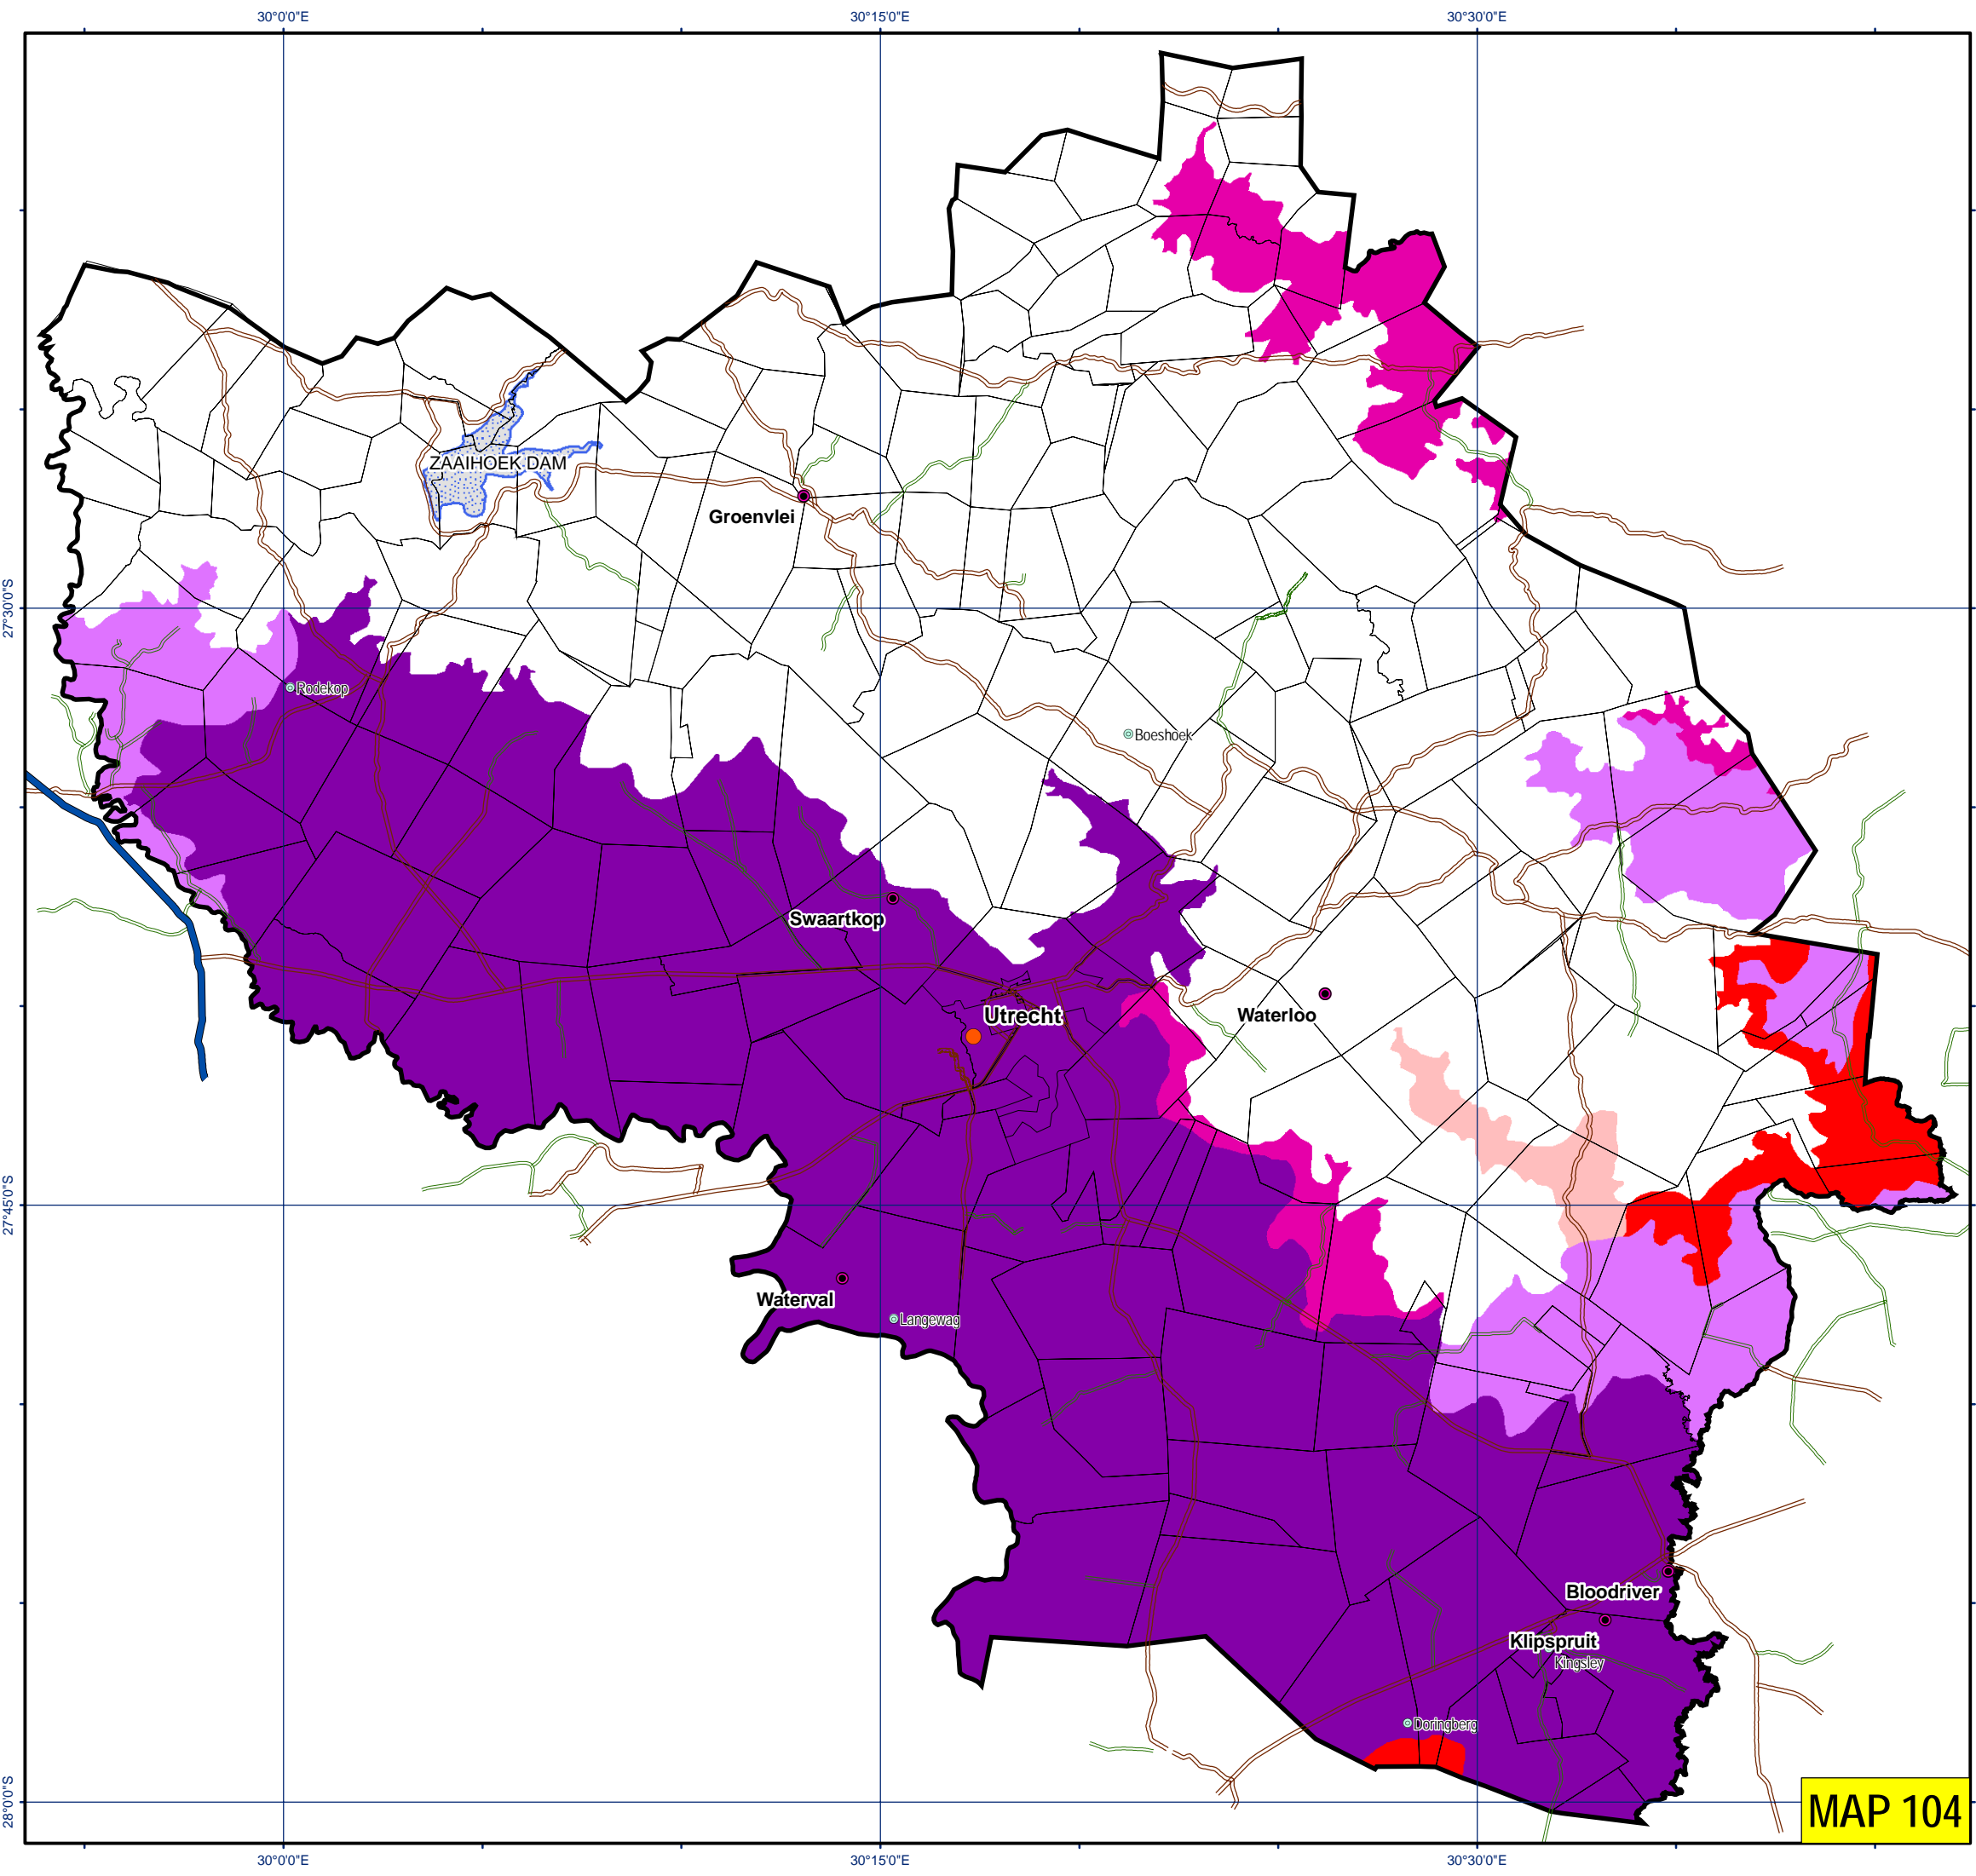 30°0'0"E
30°15'0"E
30°30'0"E
ZAAIHOEK DAM
Groenvlei
27°30'0"S
Rodekop
Boeshoek
Swaartkop
Utrecht
Waterloo
27°45'0"S
Waterval
Langewag
Bloodriver
Klipspruit
Kingsley
Doringberg
28°0'0"S
MAP 104
30°0'0"E
30°15'0"E
30°30'0"E